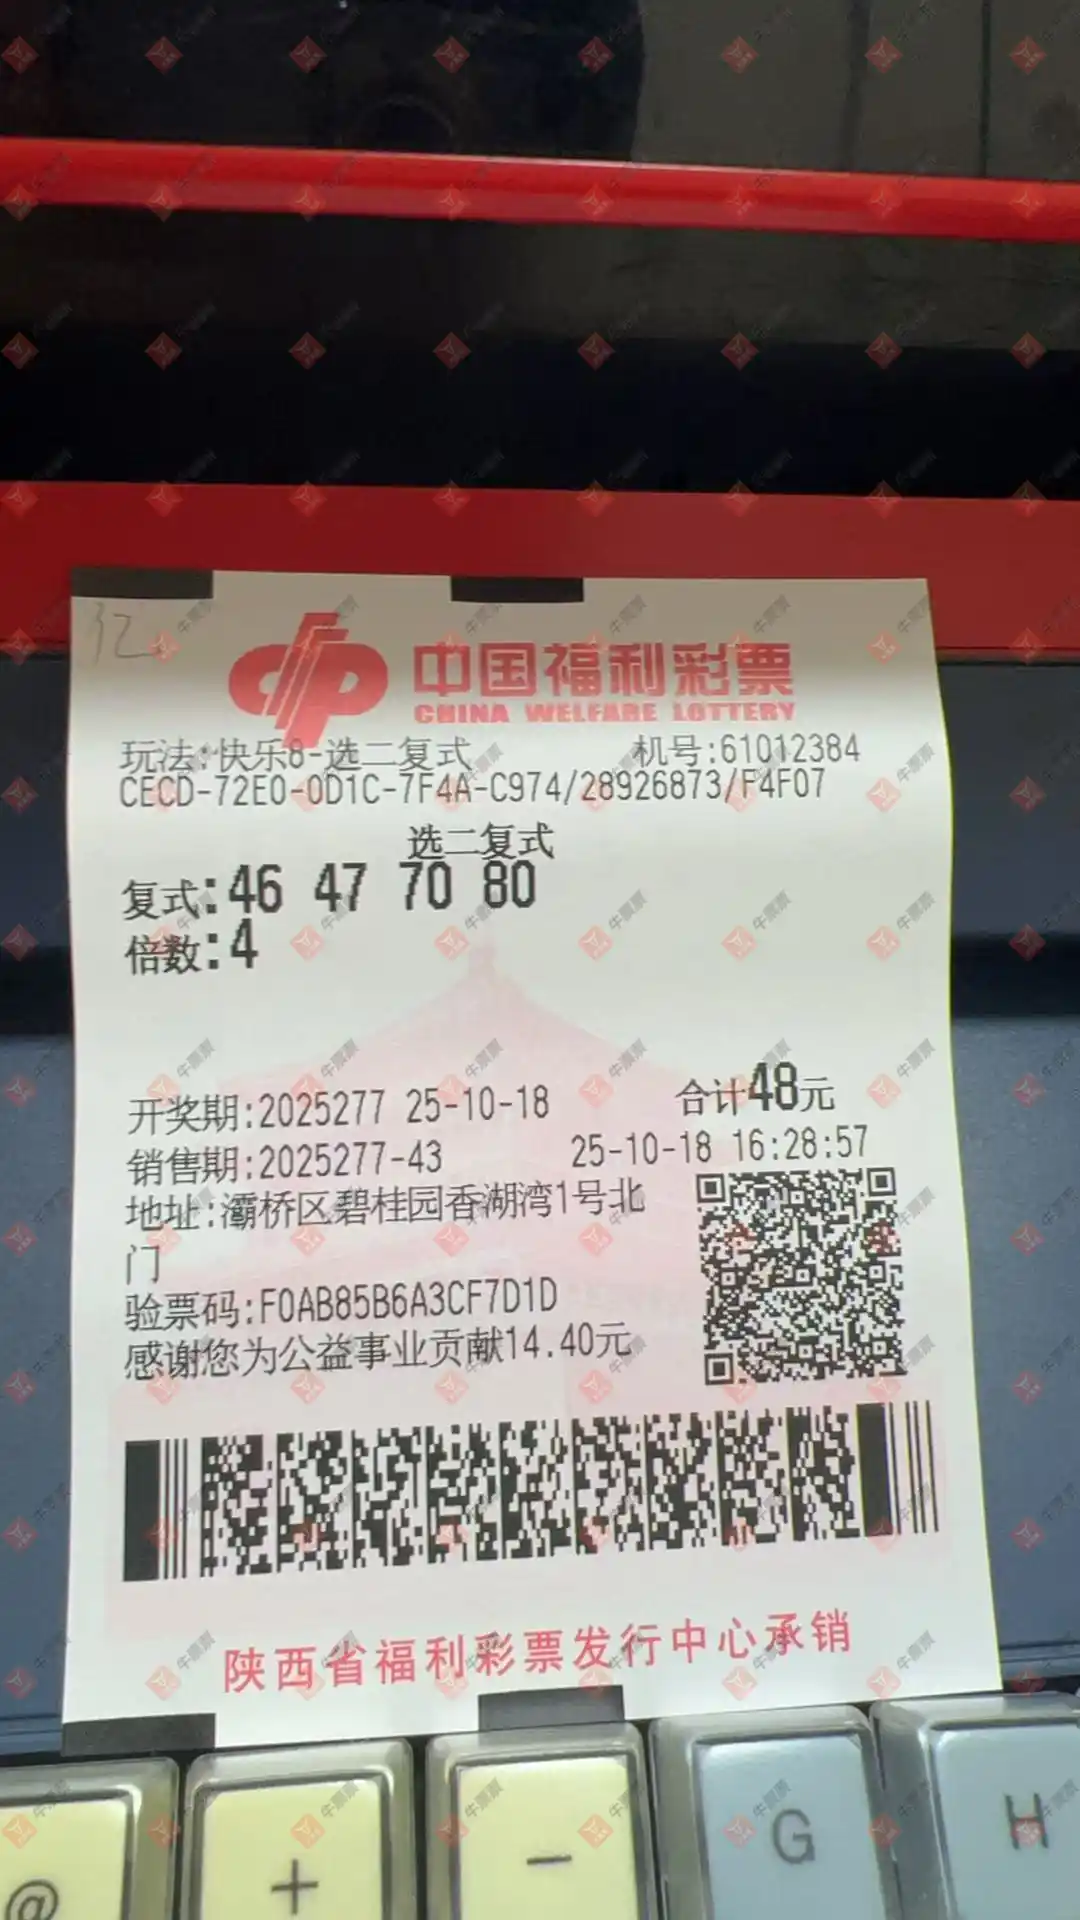 亿
中国福利彩票
CHINA WELFARE LOTTERY
玩法:快乐8-选二复式 机号:61012384
CECD-72E0-0D1C-7F4A-C974/28926873/F4F07
选二复式
复式:46 47 70 80
倍数:4
开奖期:2025277 25-10-18 合计48元
销售期:2025277-43 25-10-18 16:28:57
地址:灞桥区碧桂园香湖湾1号北
门
验票码:F0AB85B6A3CF7D1D
感谢您为公益事业贡献14.40元
陕西省福利彩票发行中心承销
@ + - G H
牛票票